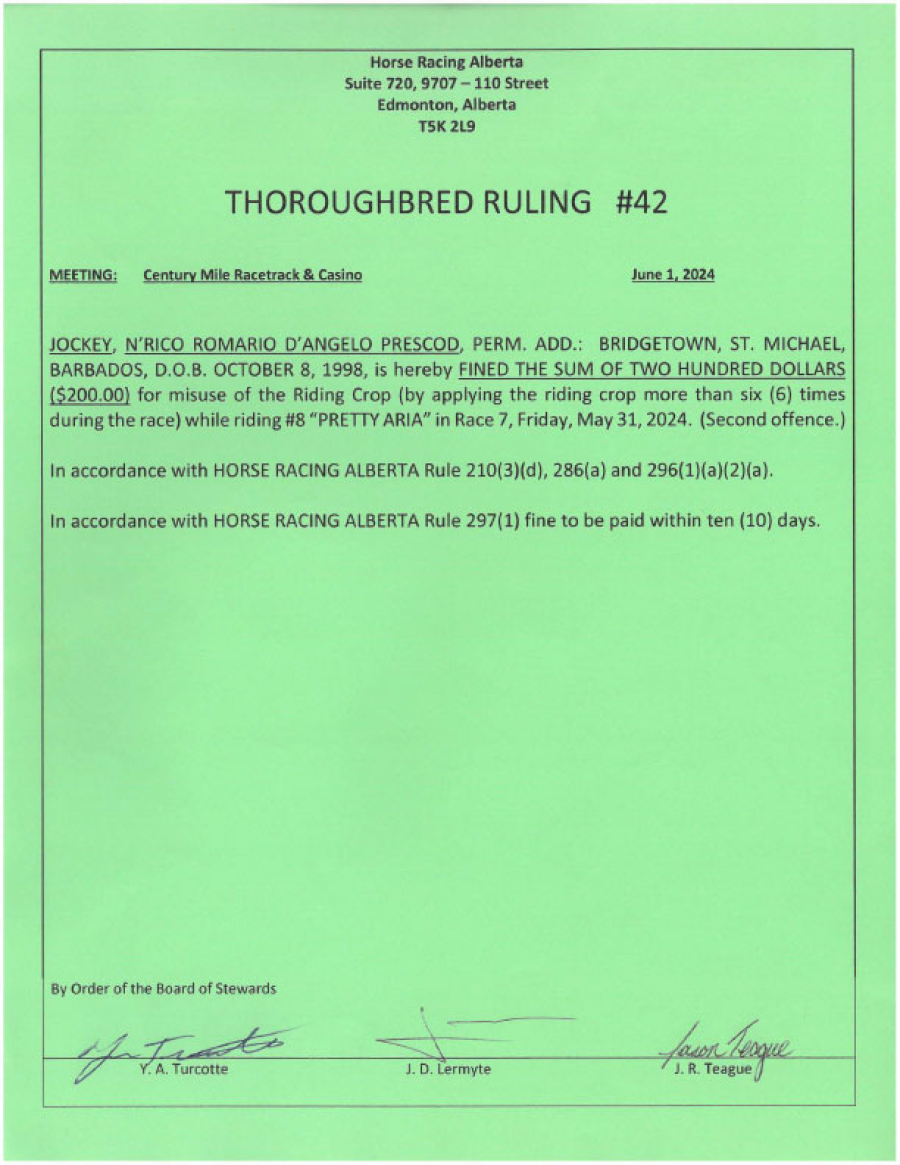 Horse Racing Alberta
Suite 720, 9707 – 110 Street
Edmonton, Alberta
T5K 2L9
THOROUGHBRED RULING #42
MEETING: Century Mile Racetrack & Casino June 1, 2024
JOCKEY, N'RICO ROMARIO D'ANGELO PRESCOD, PERM. ADD.: BRIDGETOWN, ST. MICHAEL,
BARBADOS, D.O.B. OCTOBER 8, 1998, is hereby FINED THE SUM OF TWO HUNDRED DOLLARS
($200.00) for misuse of the Riding Crop (by applying the riding crop more than six (6) times
during the race) while riding #8 "PRETTY ARIA" in Race 7, Friday, May 31, 2024. (Second offence.)
In accordance with HORSE RACING ALBERTA Rule 210(3)(d), 286(a) and 296(1)(a)(2)(a).
In accordance with HORSE RACING ALBERTA Rule 297(1) fine to be paid within ten (10) days.
By Order of the Board of Stewards
Jason Teague
Y. A. Turcotte J. D. Lermyte J. R. Teague